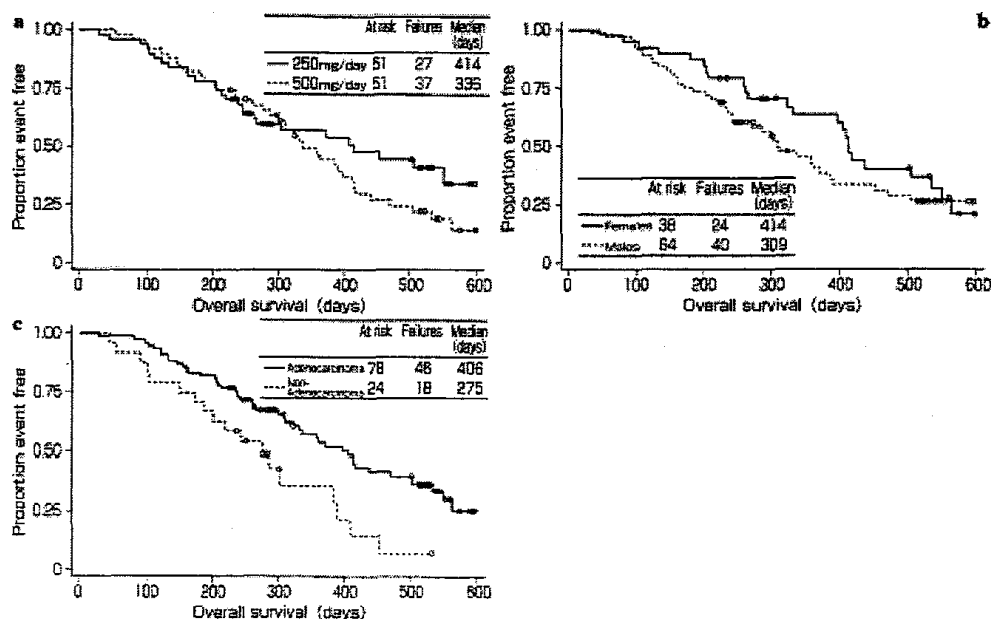 a
Proportion event free
1.00
0.75
0.50
0.25
0
At risk Failures Median (days)
250mg/day 51 27 414
500mg/day 51 37 335
0 100 200 300 400 500 600
Overall survival (days)
b
Proportion event free
1.00
0.75
0.50
0.25
0
At risk Failures Median (days)
Females 38 24 414
Males 64 40 309
0 100 200 300 400 500 600
Overall survival (days)
c
Proportion event free
1.00
0.75
0.50
0.25
0
At risk Failures Median (days)
Adenocarcinoma 78 46 406
Non-
Adenocarcinoma 24 18 275
0 100 200 300 400 500 600
Overall survival (days)